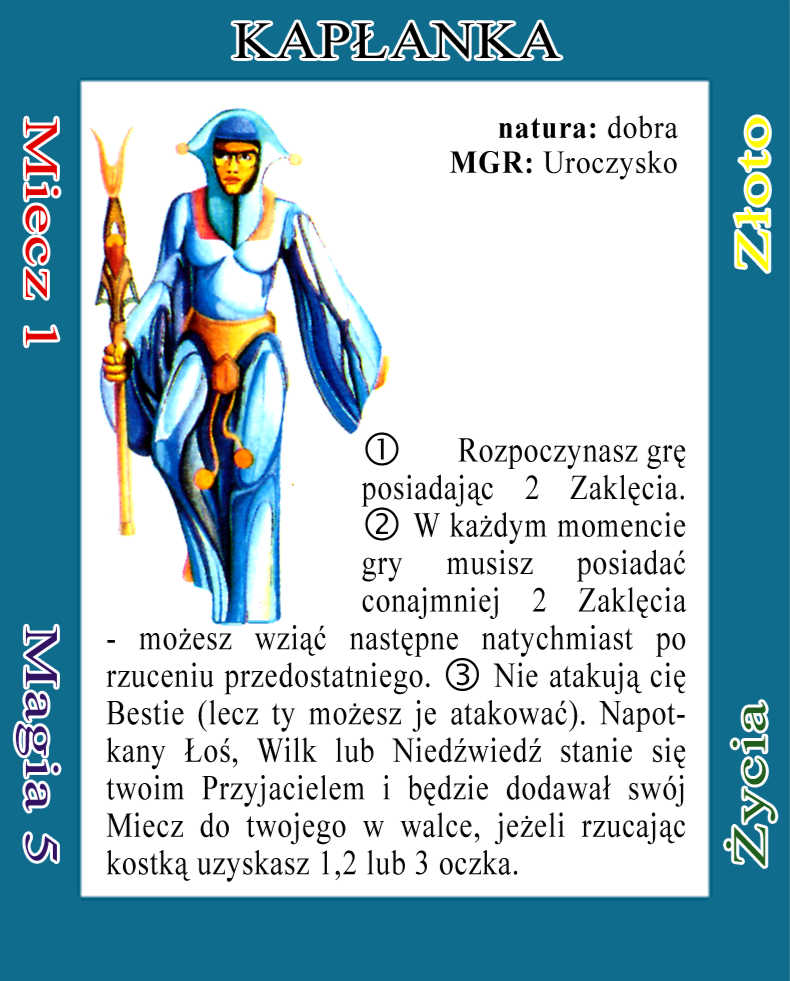 KAPŁANKA
natura: dobra
MGR: Uroczysko
Miecz 1
Złoto
① Rozpoczynasz grę
posiadając 2 Zaklęcia.
② W każdym momencie
gry musisz posiadać
conajmniej 2 Zaklęcia
- możesz wziąć następne natychmiast po
rzuceniu przedostatniego. ③ Nie atakują cię
Bestie (lecz ty możesz je atakować). Napot-
kany Łoś, Wilk lub Niedźwiedź stanie się
twoim Przyjacielem i będzie dodawał swój
Miecz do twojego w walce, jeżeli rzucając
kostką uzyskasz 1,2 lub 3 oczka.
Magia 5
Życia